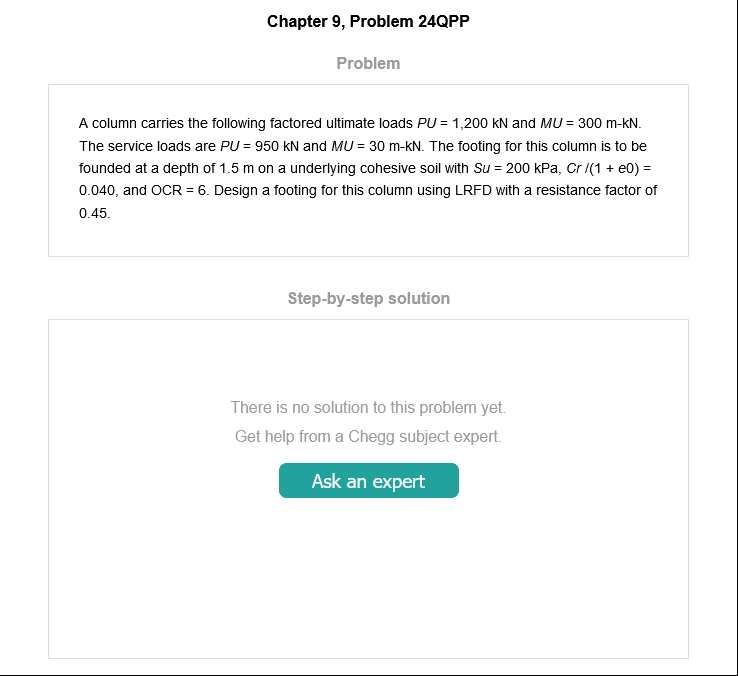 Chapter 9, Problem 24QPP
Problem
A column carries the following factored ultimate loads PU = 1,200 kN and MU = 300 m-kN.
The service loads are PU = 950 kN and MU = 30 m-kN. The footing for this column is to be
founded at a depth of 1.5 m on a underlying cohesive soil with Su = 200 kPa, Cr /(1 + e0) =
0.040, and OCR = 6. Design a footing for this column using LRFD with a resistance factor of
0.45.
Step-by-step solution
There is no solution to this problem yet.
Get help from a Chegg subject expert.
Ask an expert